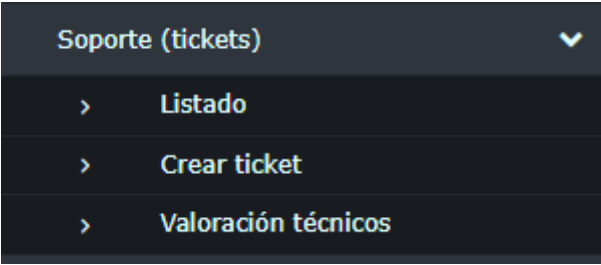 Soporte (tickets)
Listado
Crear ticket
Valoración técnicos